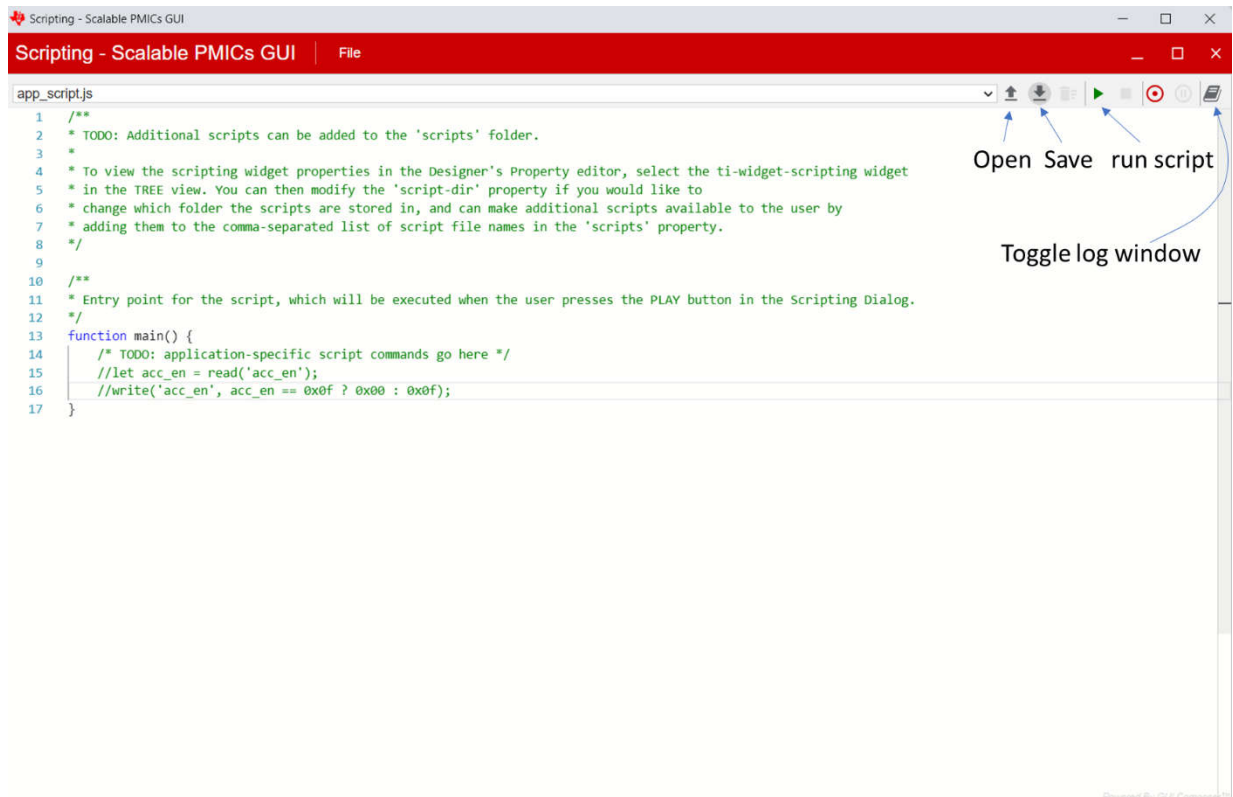 Scripting - Scalable PMICs GUI
Scripting - Scalable PMICs GUI File
app_script.js
1 /**
2 * TODO: Additional scripts can be added to the 'scripts' folder.
3 *
4 * To view the scripting widget properties in the Designer's Property editor, select the ti-widget-scripting widget
5 * in the TREE view. You can then modify the 'script-dir' property if you would like to
6 * change which folder the scripts are stored in, and can make additional scripts available to the user by
7 * adding them to the comma-separated list of script file names in the 'scripts' property.
8 */
9
10 /**
11 * Entry point for the script, which will be executed when the user presses the PLAY button in the Scripting Dialog.
12 */
13 function main() {
14 /* TODO: application-specific script commands go here */
15 //let acc_en = read('acc_en');
16 //write('acc_en', acc_en == 0x0f ? 0x00 : 0x0f);
17 }
Open Save run script
Toggle log window
Powered By GUI Composer™